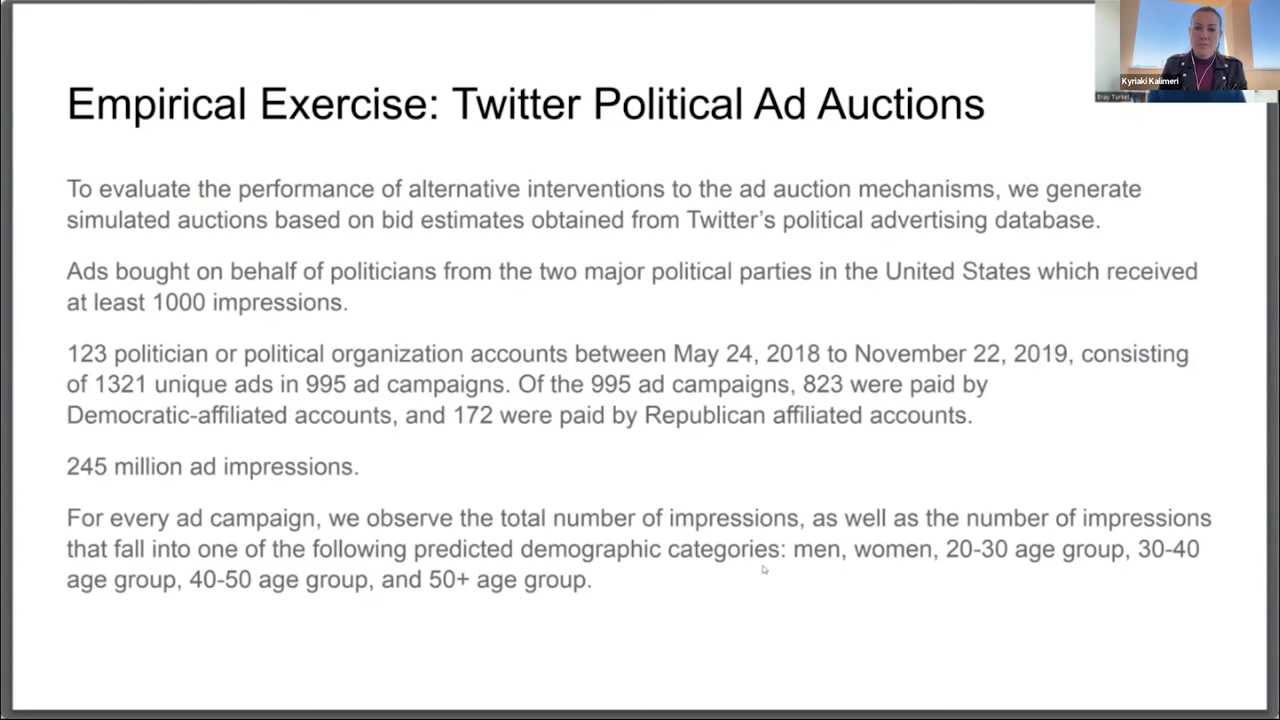 Empirical Exercise: Twitter Political Ad Auctions
Kyriaki Kalimeri
Eray Turkel
To evaluate the performance of alternative interventions to the ad auction mechanisms, we generate
simulated auctions based on bid estimates obtained from Twitter’s political advertising database.
Ads bought on behalf of politicians from the two major political parties in the United States which received
at least 1000 impressions.
123 politician or political organization accounts between May 24, 2018 to November 22, 2019, consisting
of 1321 unique ads in 995 ad campaigns. Of the 995 ad campaigns, 823 were paid by
Democratic-affiliated accounts, and 172 were paid by Republican affiliated accounts.
245 million ad impressions.
For every ad campaign, we observe the total number of impressions, as well as the number of impressions
that fall into one of the following predicted demographic categories: men, women, 20-30 age group, 30-40
age group, 40-50 age group, and 50+ age group.